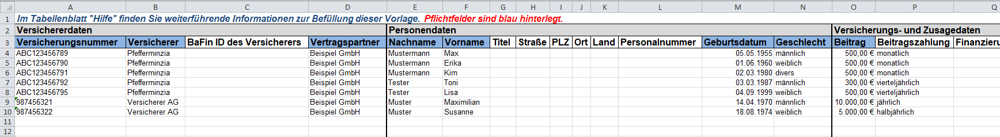 A B C D E F G H I J K L M N O P Q
1 Im Tabellenblatt "Hilfe" finden Sie weiterführende Informationen zur Befüllung dieser Vorlage. Pflichtfelder sind blau hinterlegt.
2 Versichererdaten Personendaten Versicherungs- und Zusagedaten
3 Versicherungsnummer Versicherer BaFin ID des Versicherers Vertragspartner Nachname Vorname Titel Straße PLZ Ort Land Personalnummer Geburtsdatum Geschlecht Beitrag Beitragszahlung Finanzieru
4 ABC123456789 Pfefferminzia Beispiel GmbH Mustermann Max 05.05.1955 männlich 500,00 € monatlich
5 ABC123456790 Pfefferminzia Beispiel GmbH Mustermann Erika 01.06.1960 weiblich 500,00 € monatlich
6 ABC123456791 Pfefferminzia Beispiel GmbH Mustermann Kim 02.03.1980 divers 500,00 € monatlich
7 ABC123456792 Pfefferminzia Beispiel GmbH Tester Toni 03.03.1987 männlich 300,00 € vierteljährlich
8 ABC123456795 Pfefferminzia Beispiel GmbH Tester Lisa 04.09.1999 weiblich 500,00 € vierteljährlich
9 987456321 Versicherer AG Beispiel GmbH Muster Maximilian 14.04.1970 männlich 10.000,00 € jährlich
10 987456322 Versicherer AG Beispiel GmbH Muster Susanne 18.08.1974 weiblich 5.000,00 € halbjährlich
11
12